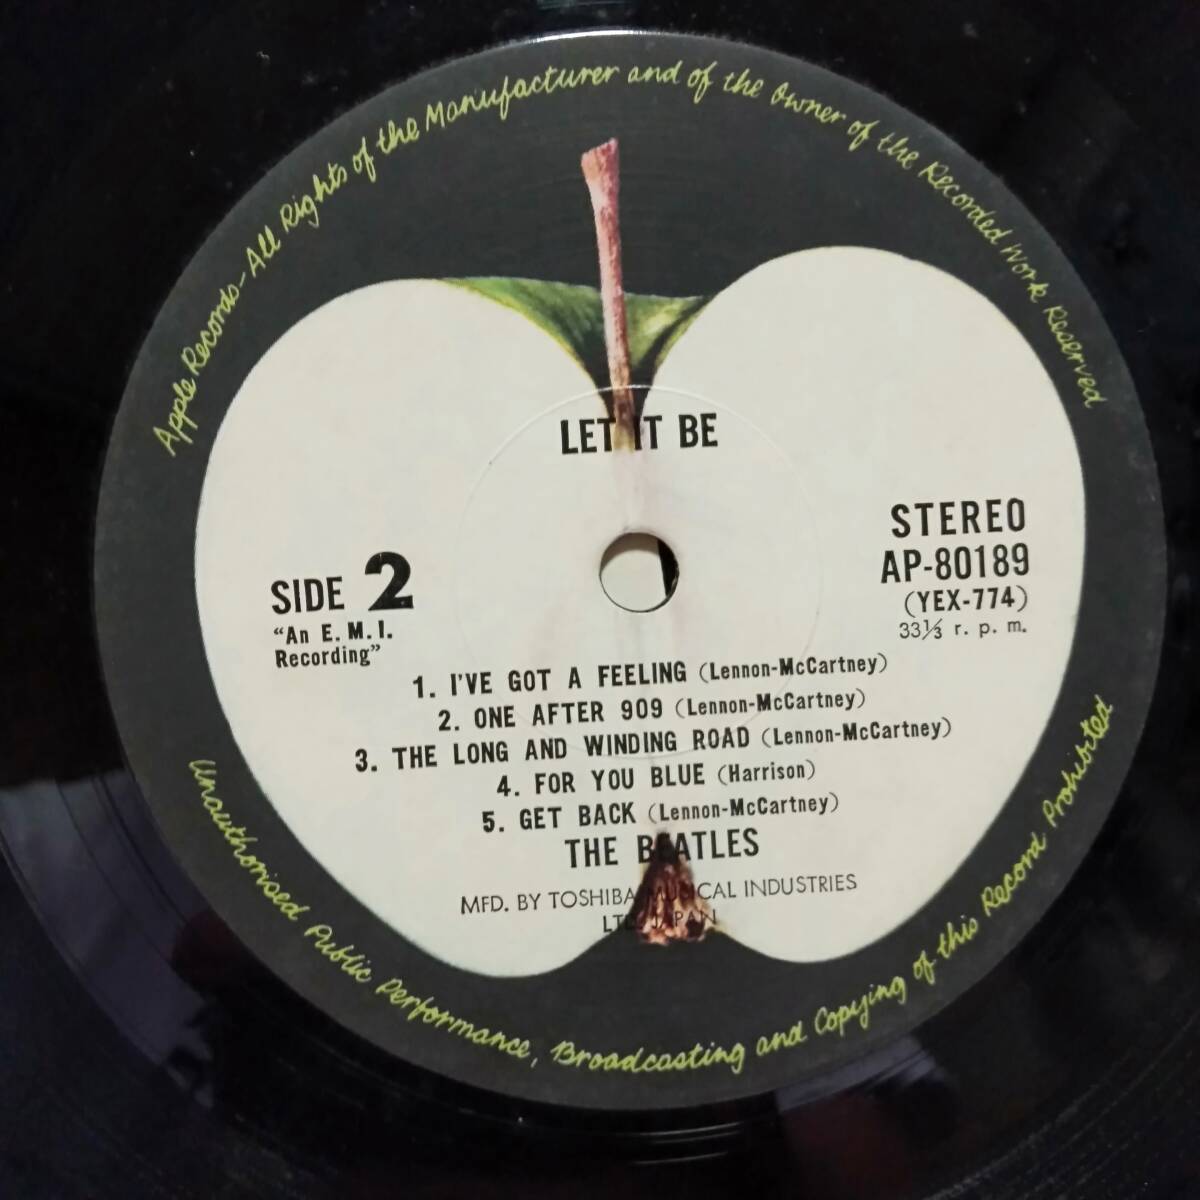 Apple Records-All Rights of the Manufacturer and of the Owner of the Recorded Work Reserved
LET IT BE
STEREO
AP-80189
(YEX-774)
33⅓ r. p. m.
SIDE 2
“An E. M. I.
Recording”
1. I'VE GOT A FEELING (Lennon-McCartney)
2. ONE AFTER 909 (Lennon-McCartney)
3. THE LONG AND WINDING ROAD (Lennon-McCartney)
4. FOR YOU BLUE (Harrison)
5. GET BACK (Lennon-McCartney)
THE BEATLES
MFD. BY TOSHIBA MUSICAL INDUSTRIES
LTD. JAPAN
Unauthorised Public Performance, Broadcasting and Copying of this Record Prohibited